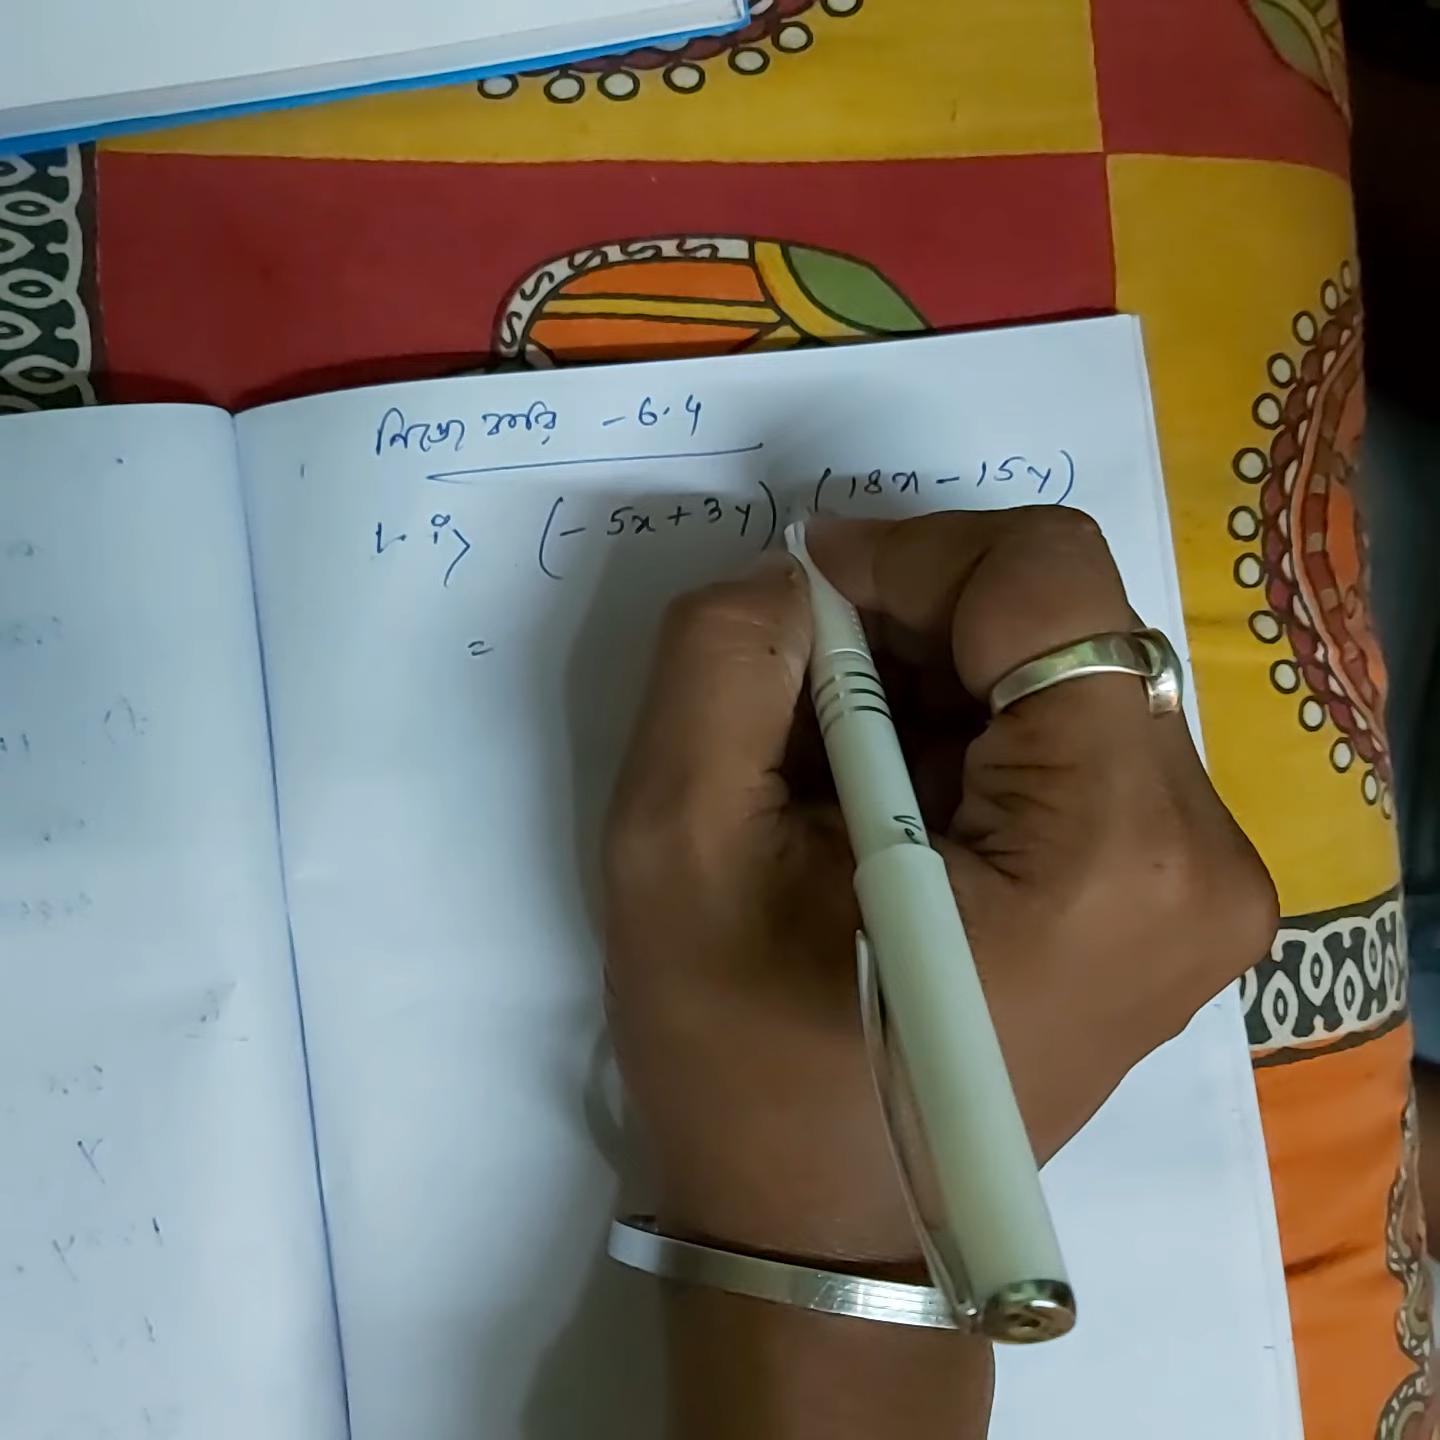 নিজে করি - 6.4
1. i> (- 5x + 3y) (18x - 15y)
=